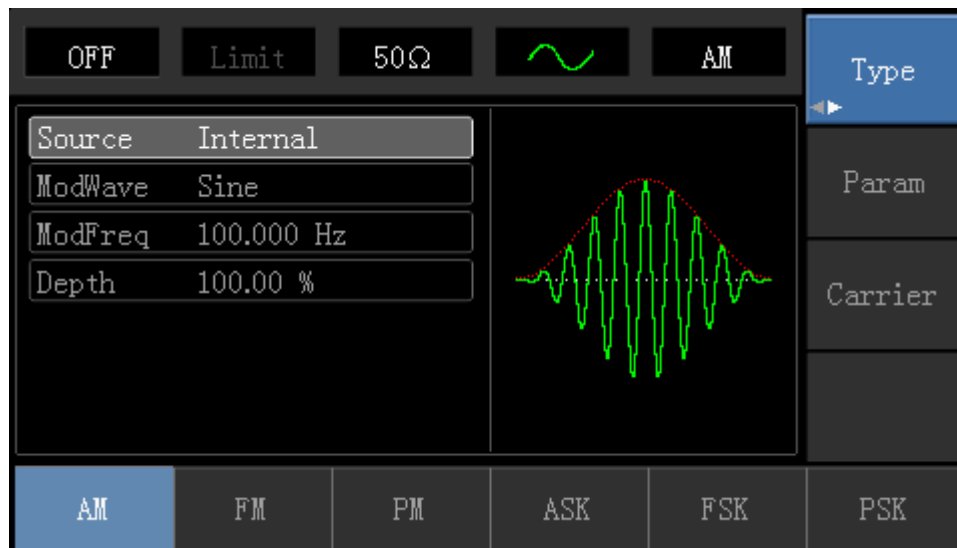 OFF Limit 50Ω AM
Type
Source Internal
ModWave Sine
Param
ModFreq 100.000 Hz
Depth 100.00 %
Carrier
AM FM PM ASK FSK PSK